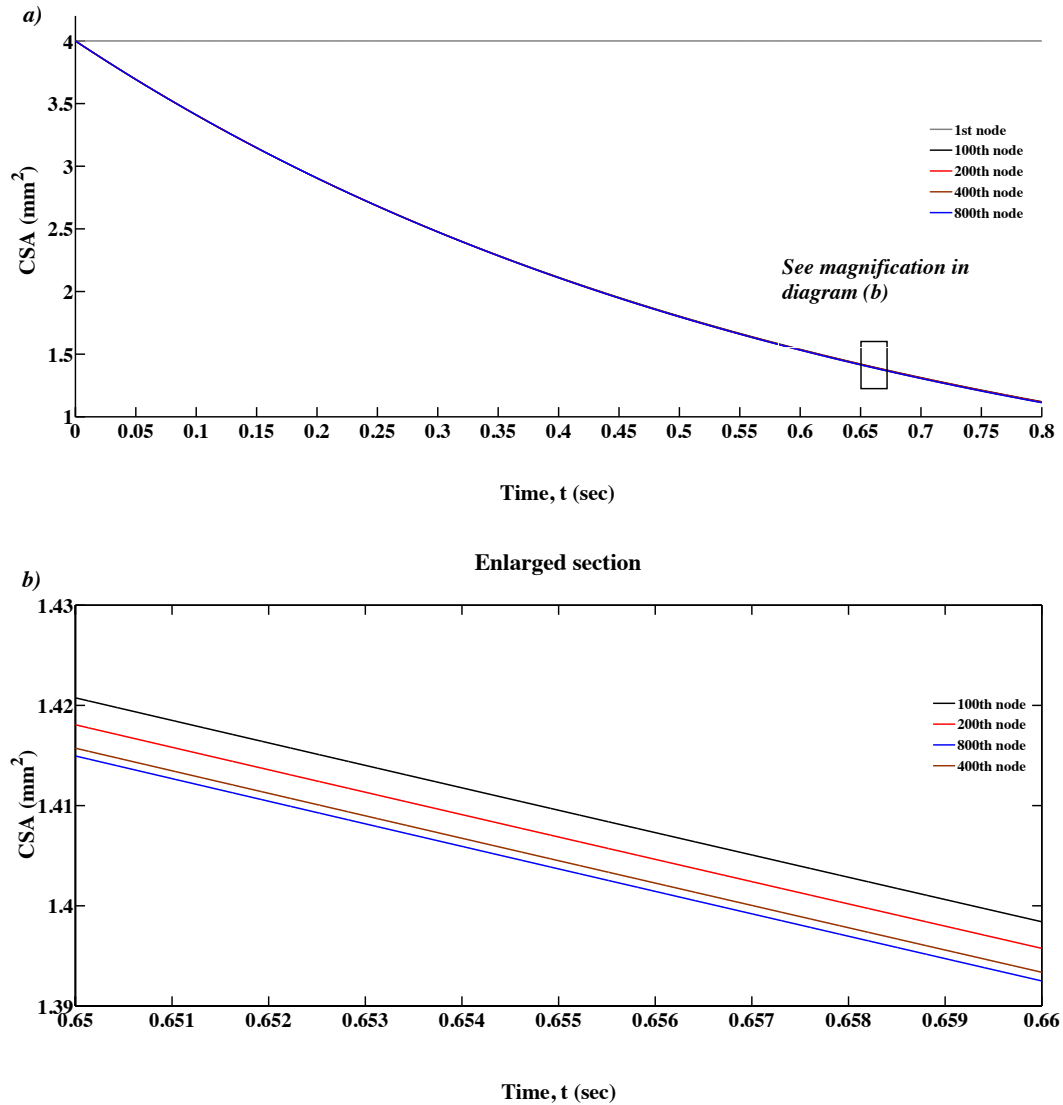 a)
4
3.5
3
2.5
2
1.5
1
CSA (mm²)
1st node
100th node
200th node
400th node
800th node
See magnification in
diagram (b)
0 0.05 0.1 0.15 0.2 0.25 0.3 0.35 0.4 0.45 0.5 0.55 0.6 0.65 0.7 0.75 0.8
Time, t (sec)
Enlarged section
b)
1.43
1.42
1.41
1.4
1.39
CSA (mm²)
100th node
200th node
800th node
400th node
0.65 0.651 0.652 0.653 0.654 0.655 0.656 0.657 0.658 0.659 0.66
Time, t (sec)